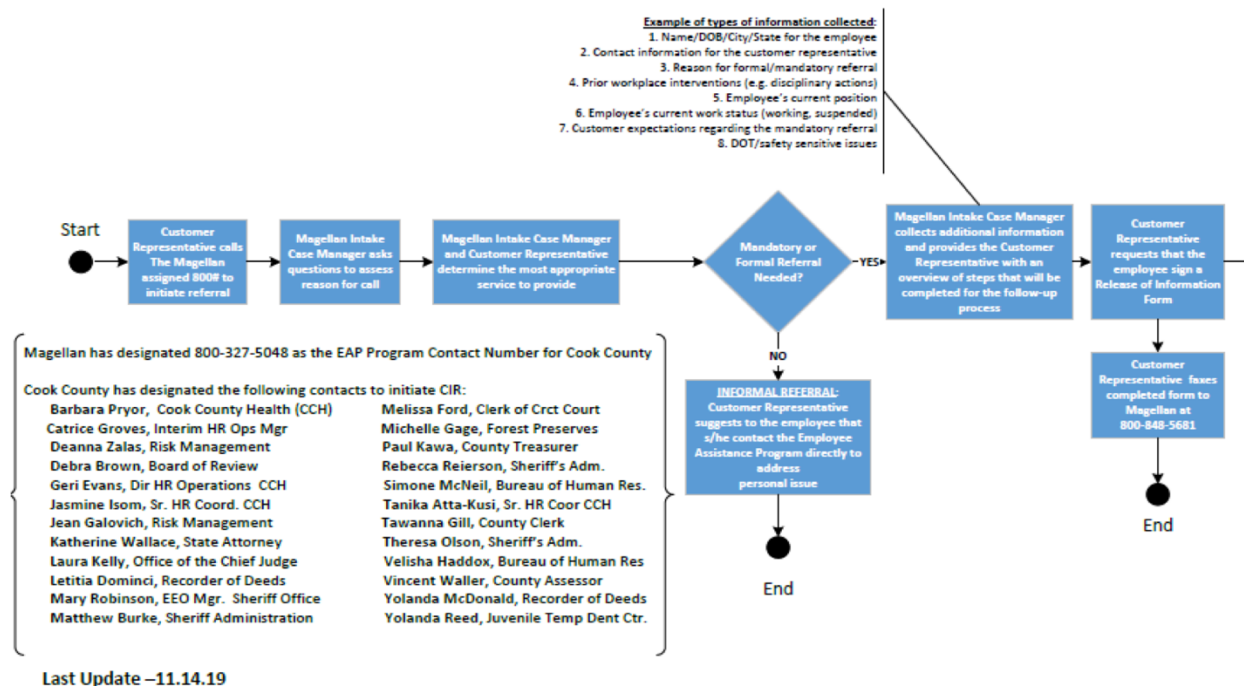 Example of types of information collected:
1. Name/DOB/City/State for the employee
2. Contact information for the customer representative
3. Reason for formal/mandatory referral
4. Prior workplace interventions (e.g. disciplinary actions)
5. Employee's current position
6. Employee's current work status (working, suspended)
7. Customer expectations regarding the mandatory referral
8. DOT/safety sensitive issues
Start
Customer
Representative calls
The Magellan
assigned 800# to
initiate referral
Magellan Intake
Case Manager asks
questions to assess
reason for call
Magellan Intake Case Manager
and Customer Representative
determine the most appropriate
service to provide
Mandatory or
Formal Referral
Needed?
YES
Magellan Intake Case Manager
collects additional information
and provides the Customer
Representative with an
overview of steps that will be
completed for the follow-up
process
Customer
Representative
requests that the
employee sign a
Release of Information
Form
NO
INFORMAL REFERRAL:
Customer Representative
suggests to the employee that
s/he contact the Employee
Assistance Program directly to
address
personal issue
End
Customer
Representative faxes
completed form to
Magellan at
800-848-5681
End
Magellan has designated 800-327-5048 as the EAP Program Contact Number for Cook County
Cook County has designated the following contacts to initiate CIR:
Barbara Pryor, Cook County Health (CCH)
Catrice Groves, Interim HR Ops Mgr
Deanna Zalas, Risk Management
Debra Brown, Board of Review
Geri Evans, Dir HR Operations CCH
Jasmine Isom, Sr. HR Coord. CCH
Jean Galovich, Risk Management
Katherine Wallace, State Attorney
Laura Kelly, Office of the Chief Judge
Letitia Dominci, Recorder of Deeds
Mary Robinson, EEO Mgr. Sheriff Office
Matthew Burke, Sheriff Administration
Melissa Ford, Clerk of Crct Court
Michelle Gage, Forest Preserves
Paul Kawa, County Treasurer
Rebecca Reierson, Sheriff's Adm.
Simone McNeil, Bureau of Human Res.
Tanika Atta-Kusi, Sr. HR Coor CCH
Tawanna Gill, County Clerk
Theresa Olson, Sheriff's Adm.
Velisha Haddox, Bureau of Human Res
Vincent Waller, County Assessor
Yolanda McDonald, Recorder of Deeds
Yolanda Reed, Juvenile Temp Dent Ctr.
Last Update –11.14.19